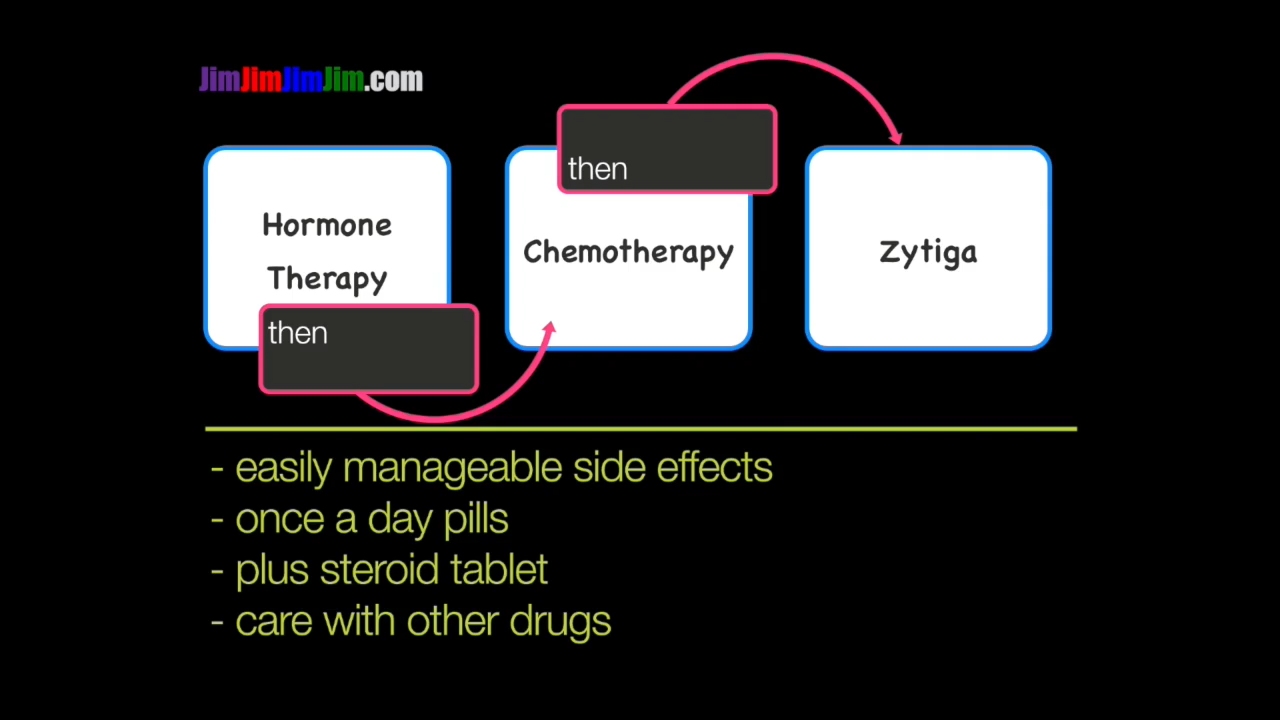 JimJimJimJim.com
Hormone
Therapy
then
Chemotherapy
then
Zytiga
- easily manageable side effects
- once a day pills
- plus steroid tablet
- care with other drugs